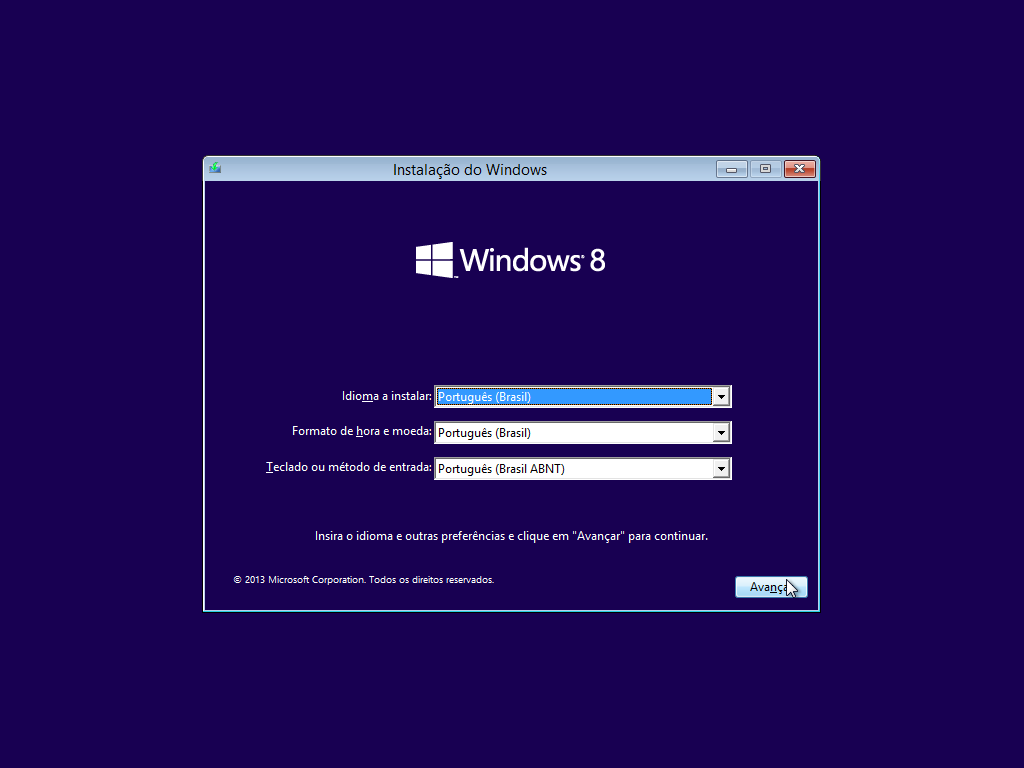 Instalação do Windows
Windows 8
Idioma a instalar: Português (Brasil)
Formato de hora e moeda: Português (Brasil)
Teclado ou método de entrada: Português (Brasil ABNT)
Insira o idioma e outras preferências e clique em "Avançar" para continuar.
© 2013 Microsoft Corporation. Todos os direitos reservados.
Avançar